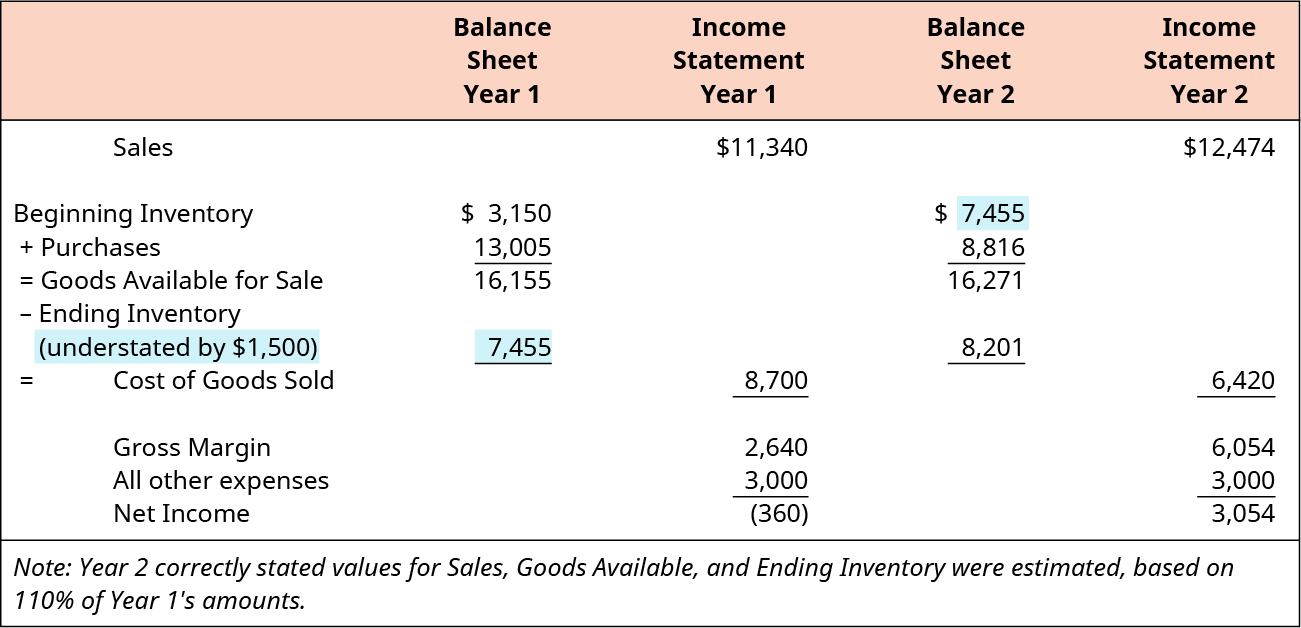 Balance Sheet Year 1 Income Statement Year 1 Balance Sheet Year 2 Income Statement Year 2
Sales $11,340 $12,474
Beginning Inventory $ 3,150 $ 7,455
+ Purchases 13,005 8,816
= Goods Available for Sale 16,155 16,271
– Ending Inventory
(understated by $1,500) 7,455 8,201
= Cost of Goods Sold 8,700 6,420
Gross Margin 2,640 6,054
All other expenses 3,000 3,000
Net Income (360) 3,054
Note: Year 2 correctly stated values for Sales, Goods Available, and Ending Inventory were estimated, based on
110% of Year 1's amounts.